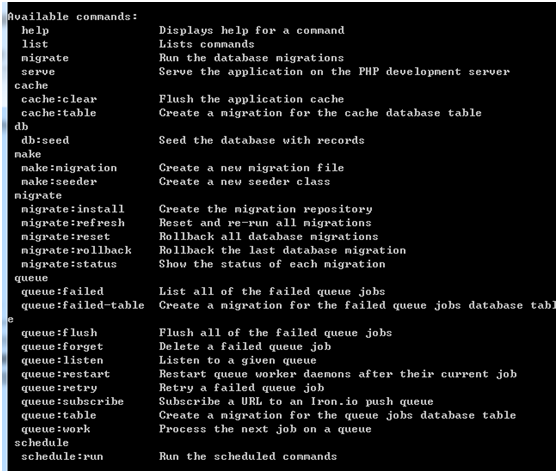 Available commands:
  help                Displays help for a command
  list                Lists commands
  migrate             Run the database migrations
  serve               Serve the application on the PHP development server
 cache
  cache:clear         Flush the application cache
  cache:table         Create a migration for the cache database table
 db
  db:seed             Seed the database with records
 make
  make:migration      Create a new migration file
  make:seeder         Create a new seeder class
 migrate
  migrate:install     Create the migration repository
  migrate:refresh     Reset and re-run all migrations
  migrate:reset       Rollback all database migrations
  migrate:rollback    Rollback the last database migration
  migrate:status      Show the status of each migration
 queue
  queue:failed        List all of the failed queue jobs
  queue:failed-table  Create a migration for the failed queue jobs database tabl
e
  queue:flush         Flush all of the failed queue jobs
  queue:forget        Delete a failed queue job
  queue:listen        Listen to a given queue
  queue:restart       Restart queue worker daemons after their current job
  queue:retry         Retry a failed queue job
  queue:subscribe     Subscribe a URL to an Iron.io push queue
  queue:table         Create a migration for the queue jobs database table
  queue:work          Process the next job on a queue
 schedule
  schedule:run        Run the scheduled commands